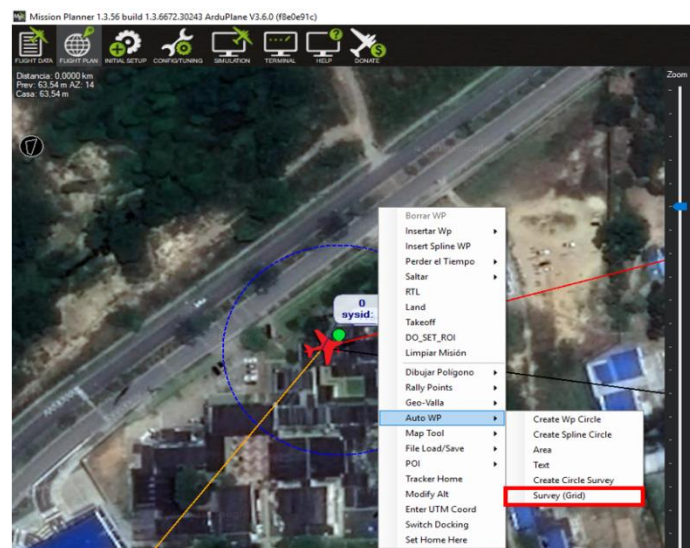 Mission Planner 1.3.56 build 1.3.6672.30243 ArduPlane V3.6.0 (f8e0e91c)
FLIGHT DATA FLIGHT PLAN INITIAL SETUP CONFIG/TUNING SIMULATION TERMINAL HELP DONATE
Distancia: 0,0000 km
Prev: 63,54 m AZ: 14
Casa: 63,54 m
Zoom
0
sysid:
Borrar WP
Insertar Wp
Insert Spline WP
Perder el Tiempo
Saltar
RTL
Land
Takeoff
DO_SET_ROI
Limpiar Misión
Dibujar Polígono
Rally Points
Geo-Valla
Auto WP
Map Tool
File Load/Save
POI
Tracker Home
Modify Alt
Enter UTM Coord
Switch Docking
Set Home Here
Create Wp Circle
Create Spline Circle
Area
Text
Create Circle Survey
Survey (Grid)